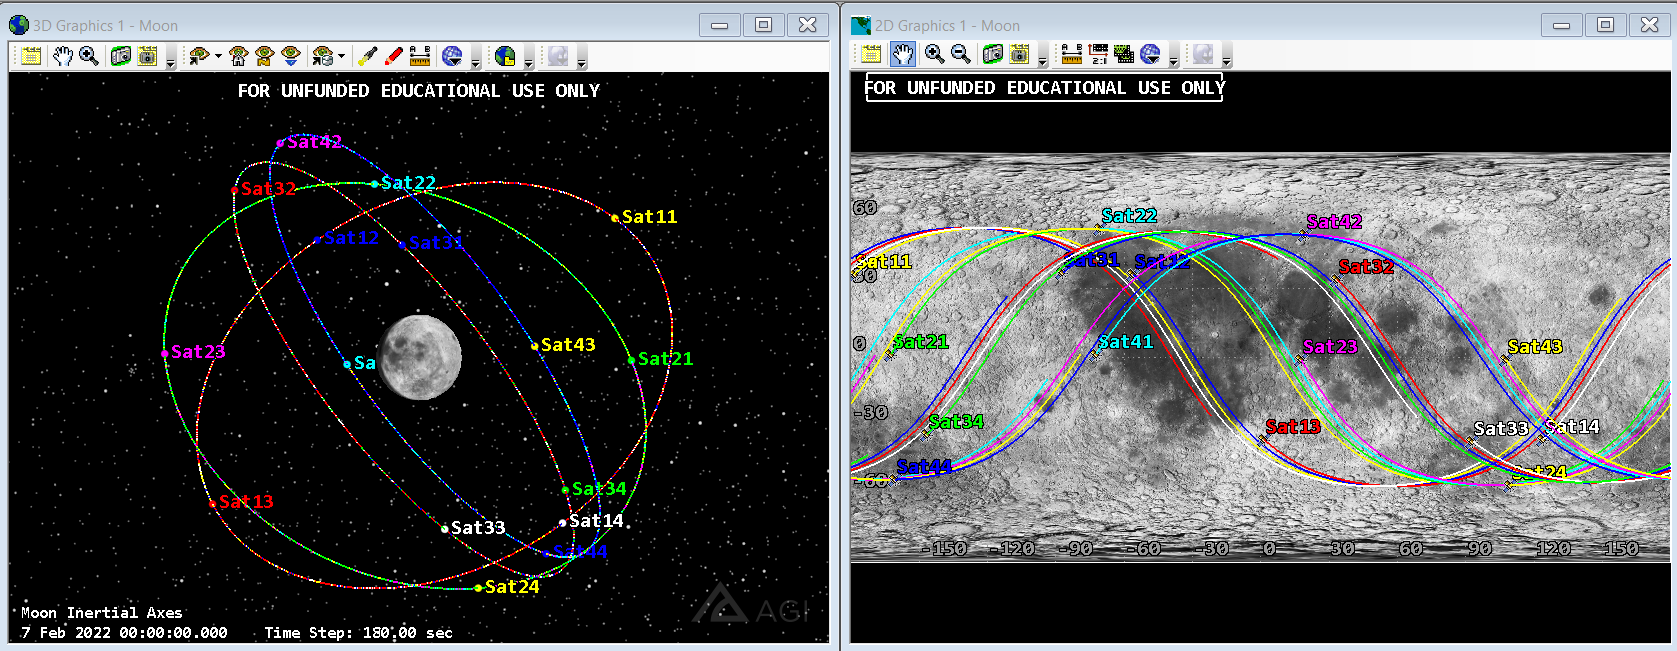 3D Graphics 1 - Moon
FOR UNFUNDED EDUCATIONAL USE ONLY
Sat42
Sat32
Sat22
Sat11
Sat12
Sat31
Sat23
Sa
Sat43
Sat21
Sat13
Sat34
Sat33
Sat14
Sat44
Sat24
AGI
Moon Inertial Axes
7 Feb 2022 00:00:00.000 Time Step: 180.00 sec
2D Graphics 1 - Moon
FOR UNFUNDED EDUCATIONAL USE ONLY
60
Sat22
Sat42
Sat11
Sat31
Sat12
Sat32
30
0
Sat21
Sat41
Sat23
Sat43
-30
Sat34
Sat13
Sat33
Sat14
Sat44
Sat24
-60
-150 -120 -90 -60 -30 0 30 60 90 120 150